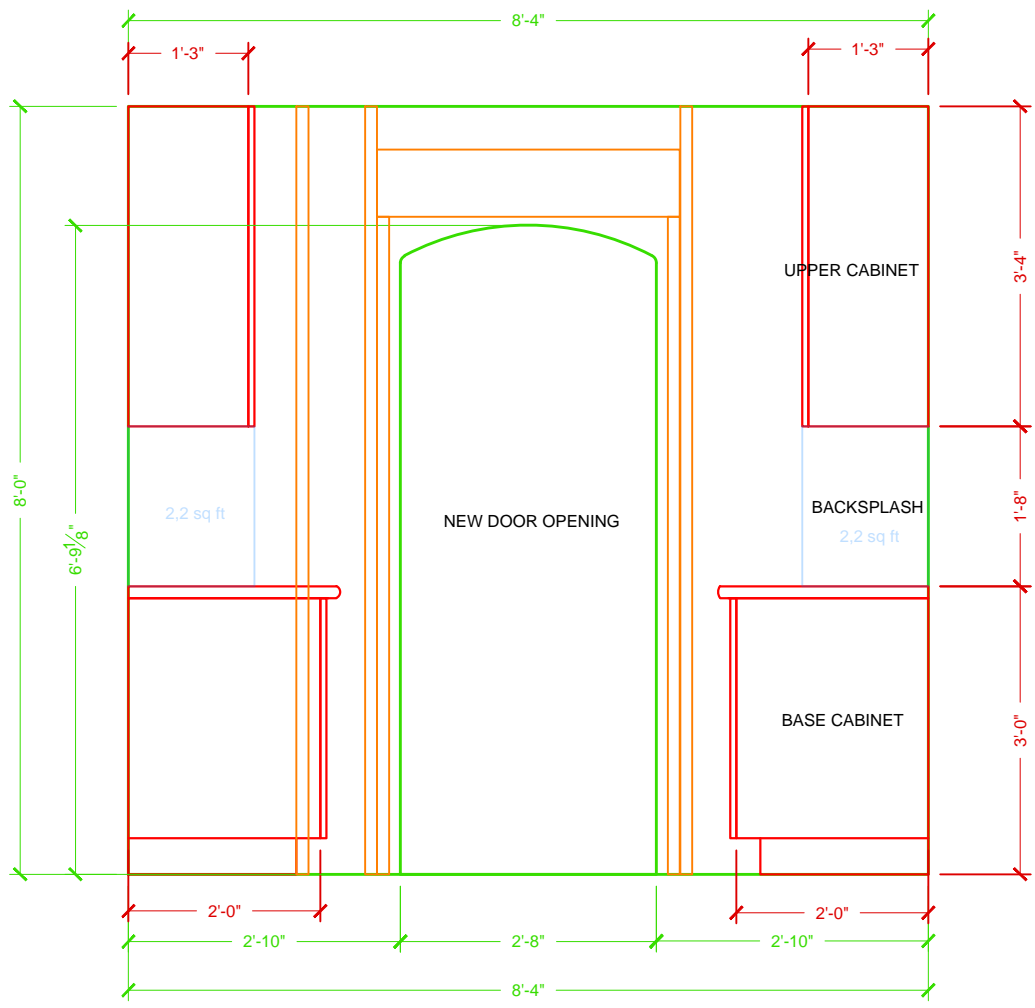 8'-4"
1'-3"
1'-3"
UPPER CABINET
3'-4"
8'-0"
6'-9 1/8"
2,2 sq ft
NEW DOOR OPENING
BACKSPLASH
2,2 sq ft
1'-8"
BASE CABINET
3'-0"
2'-0"
2'-0"
2'-10"
2'-8"
2'-10"
8'-4"